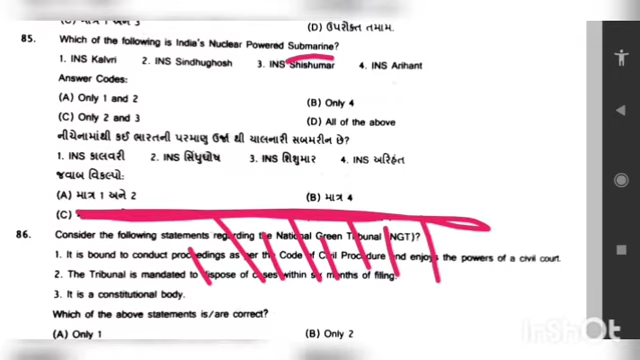 (C) માત્ર 1 અને 3
(D) ઉપરોક્ત તમામ.
85. Which of the following is India's Nuclear Powered Submarine?
1. INS Kalvri 2. INS Sindhughosh 3. INS Shishumar 4. INS Arihant
Answer Codes:
(A) Only 1 and 2 (B) Only 4
(C) Only 2 and 3 (D) All of the above
નીચેનામાંથી કઈ ભારતની પરમાણુ ઉર્જા થી ચાલનારી સબમરીન છે?
1. INS કાલવરી 2. INS સિંધુઘોષ 3. INS શિશુમાર 4. INS અરિહંત
જવાબ વિકલ્પો:
(A) માત્ર 1 અને 2 (B) માત્ર 4
(C)
86. Consider the following statements regarding the National Green Tribunal (NGT)?
1. It is bound to conduct proceedings as per the Code of Civil Procedure and enjoys the powers of a civil court.
2. The Tribunal is mandated to dispose of cases within six months of filing.
3. It is a constitutional body.
Which of the above statements is/are correct?
(A) Only 1 (B) Only 2
InShOt